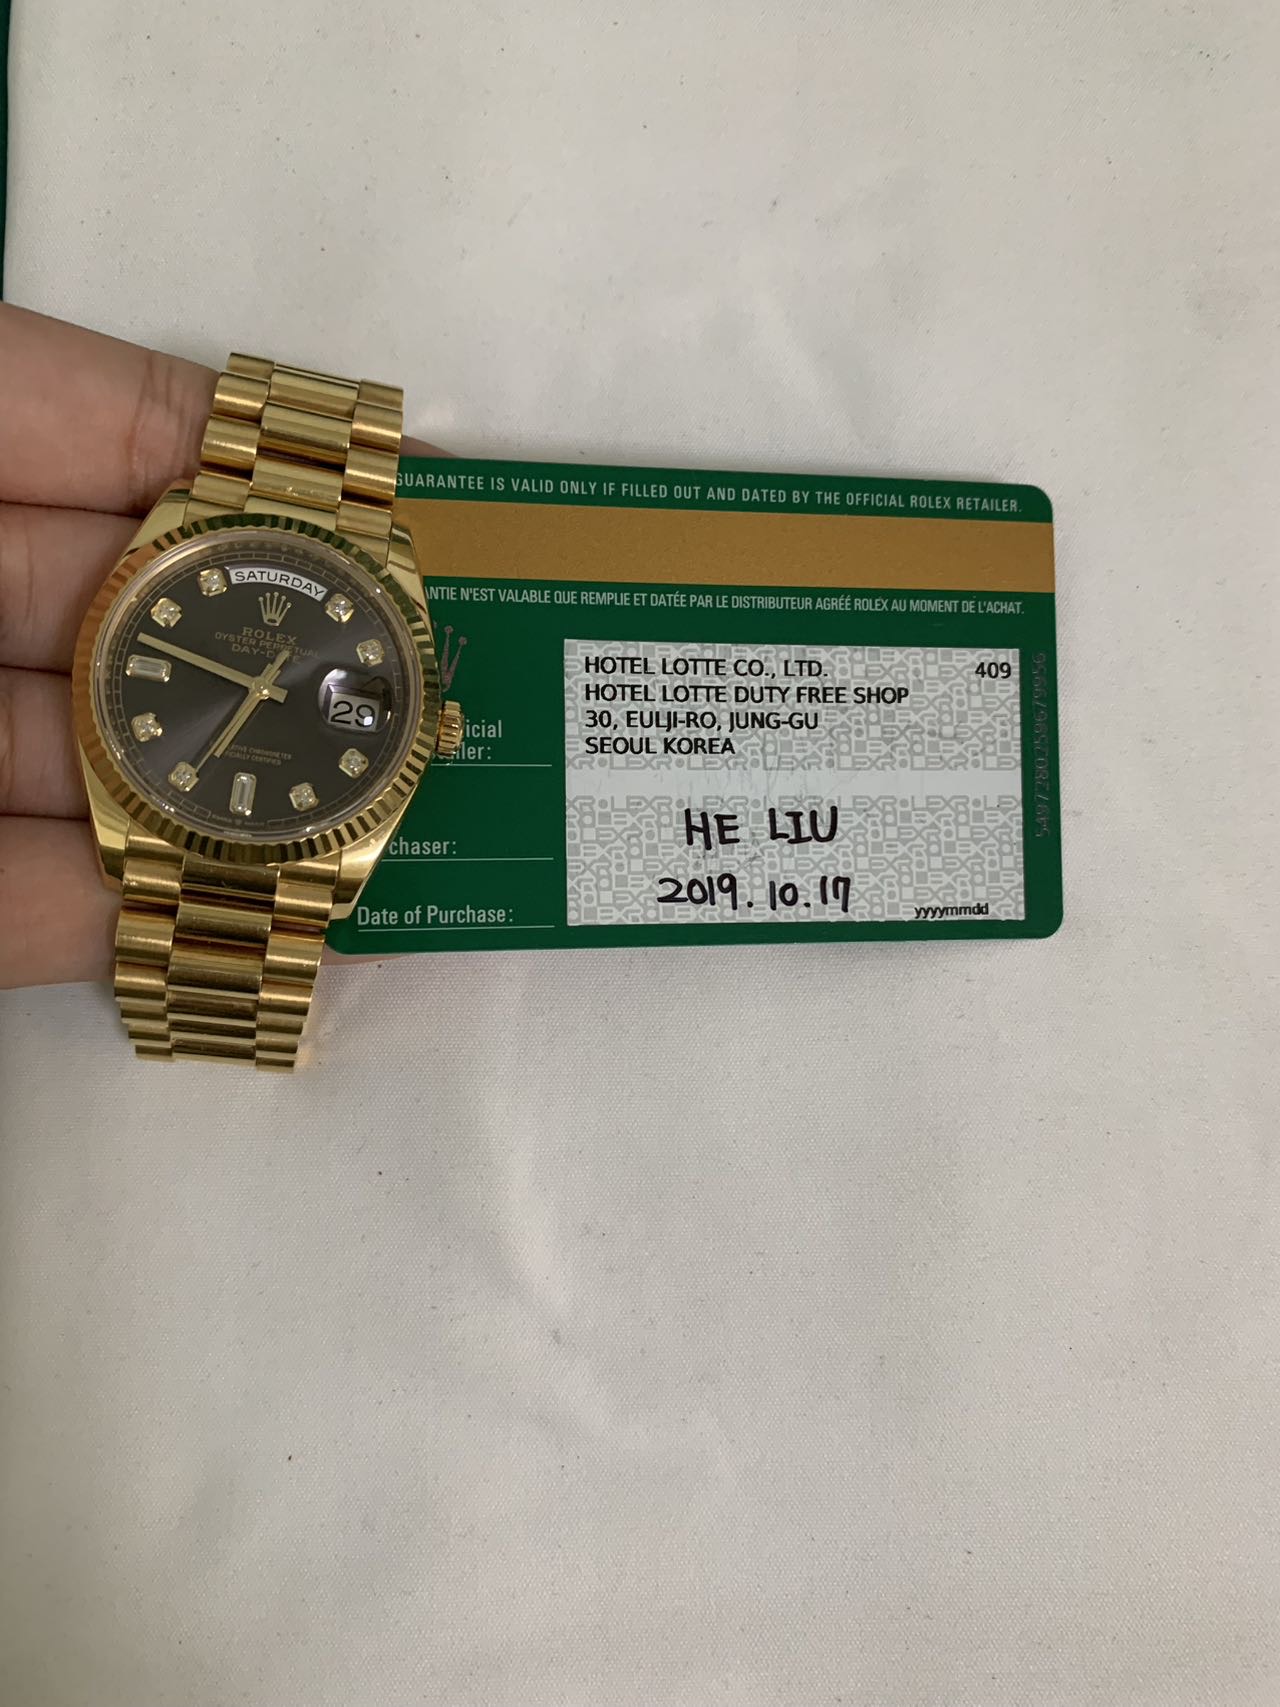 GUARANTEE IS VALID ONLY IF FILLED OUT AND DATED BY THE OFFICIAL ROLEX RETAILER.
ANTIE N'EST VALABLE QUE REMPLIE ET DATÉE PAR LE DISTRIBUTEUR AGRÉÉ ROLEX AU MOMENT DE L'ACHAT.
HOTEL LOTTE CO., LTD. 409
HOTEL LOTTE DUTY FREE SHOP
30, EULJI-RO, JUNG-GU
SEOUL KOREA
icial
iler:
chaser:
HE LIU
Date of Purchase:
2019.10.17
yyyymmdd
SATURDAY
ROLEX
OYSTER PERPETUAL
DAY-DATE
29